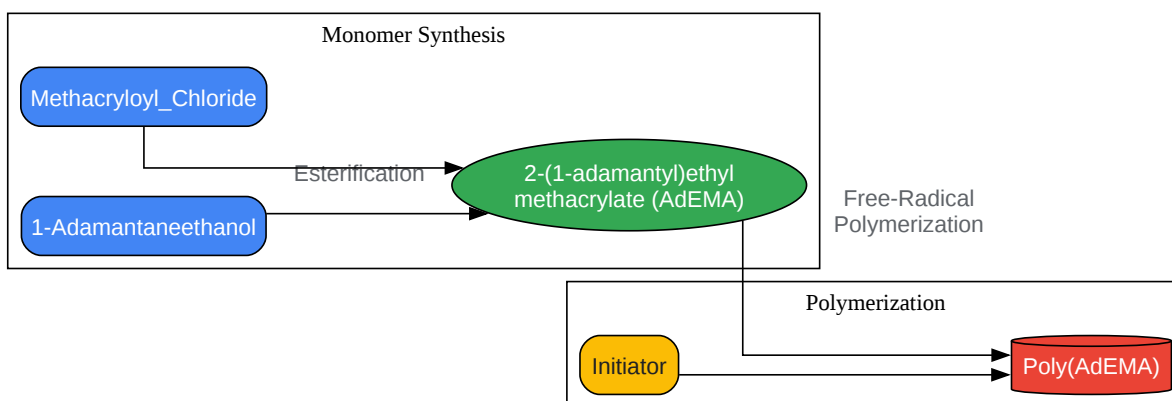 Monomer Synthesis
Methacryloyl_Chloride
Esterification
2-(1-adamantyl)ethyl
methacrylate (AdEMA)
1-Adamantaneethanol
Free-Radical
Polymerization
Polymerization
Initiator
Poly(AdEMA)